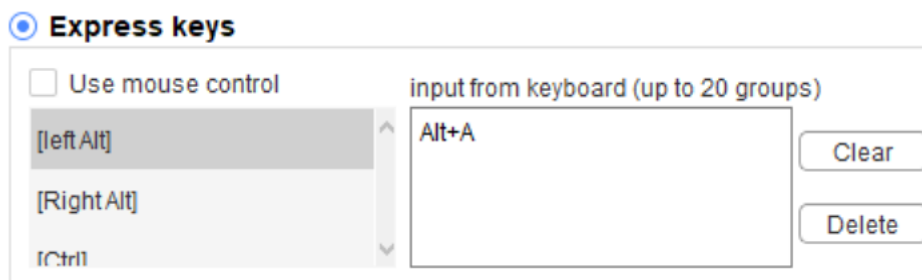 Express keys
Use mouse control
input from keyboard (up to 20 groups)
[left Alt]
Alt+A
Clear
[Right Alt]
Delete
[Ctrl]